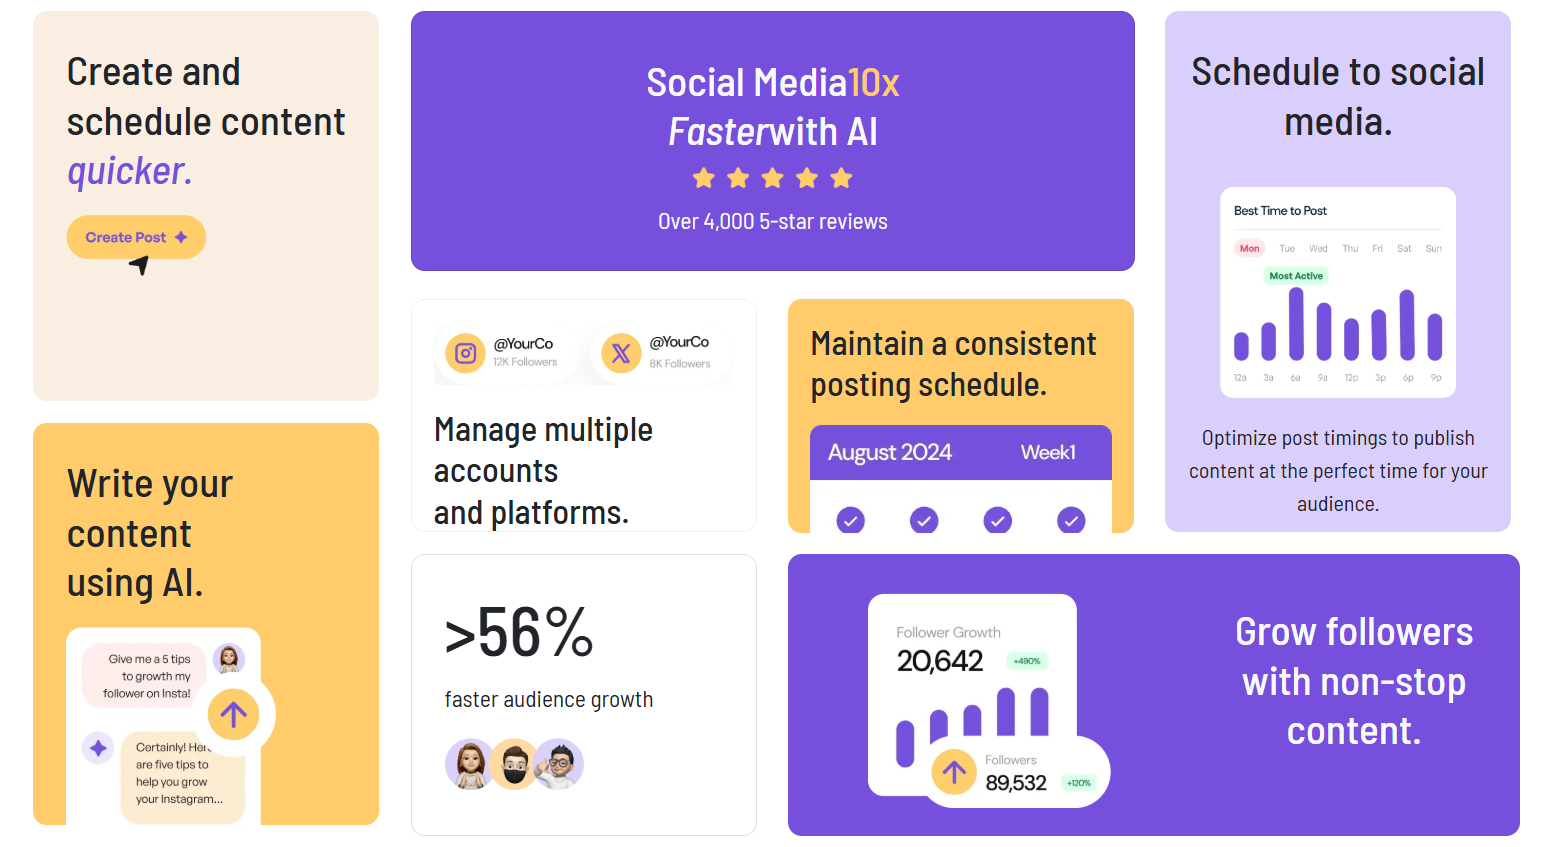 Create and
schedule content
quicker.
Create Post
Write your
content
using AI.
Give me a 5 tips
to growth my
follower on Insta!
Certainly! Her
are five tips to
help you grow
your Instagram...
Social Media10x
Fasterwith AI
Over 4,000 5-star reviews
@YourCo
12K Followers
@YourCo
8K Followers
Manage multiple
accounts
and platforms.
Maintain a consistent
posting schedule.
August 2024 Week1
Schedule to social
media.
Best Time to Post
Mon Tue Wed Thu Fri Sat Sun
Most Active
12a 3a 6a 9a 12p 3p 6p 9p
Optimize post timings to publish
content at the perfect time for your
audience.
>56%
faster audience growth
Follower Growth
20,642 +490%
Followers
89,532 +120%
Grow followers
with non-stop
content.